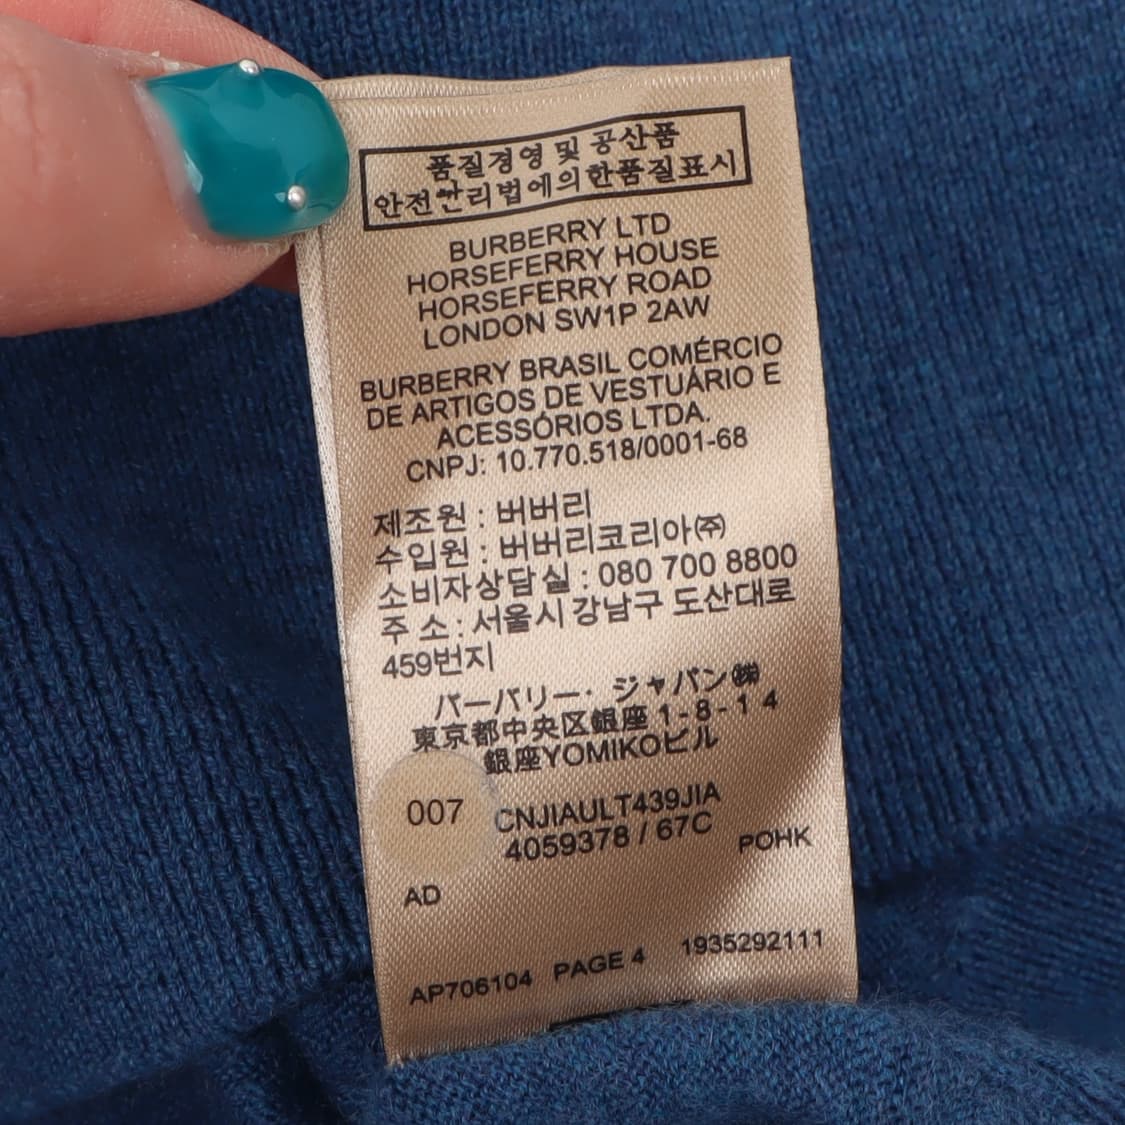 품질경영 및 공산품
안전관리법에의한품질표시
BURBERRY LTD
HORSEFERRY HOUSE
HORSEFERRY ROAD
LONDON SW1P 2AW
BURBERRY BRASIL COMÉRCIO
DE ARTIGOS DE VESTUÁRIO E
ACESSÓRIOS LTDA.
CNPJ: 10.770.518/0001-68
제조원 : 버버리
수입원 : 버버리코리아㈜
소비자상담실 : 080 700 8800
주 소 : 서울시 강남구 도산대로
459번지
バーバリー・ジャパン㈱
東京都中央区銀座 1-8-14
銀座YOMIKOビル
007 CNJIAULT439JIA
4059378 / 67C
POHK
AD
AP706104 PAGE 4 1935292111